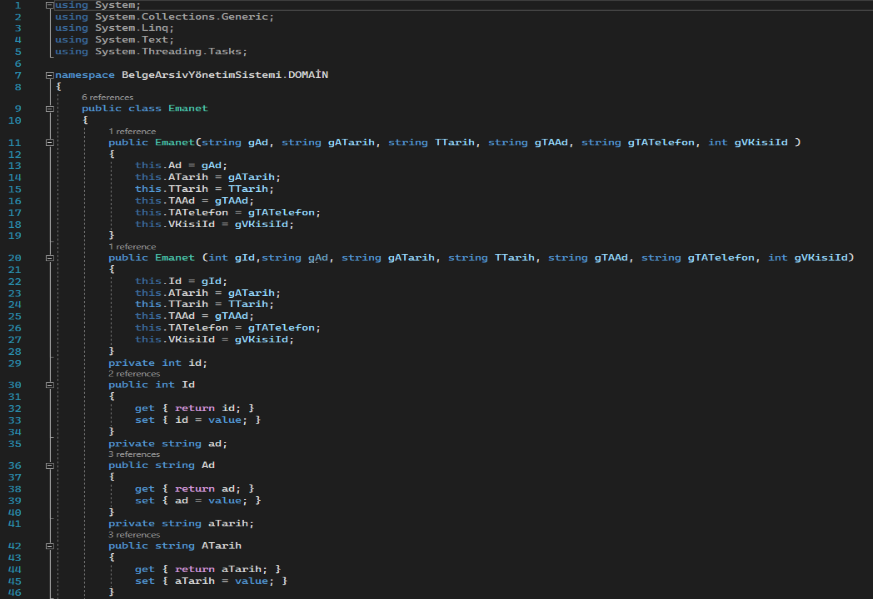 1 using System;
2 using System.Collections.Generic;
3 using System.Linq;
4 using System.Text;
5 using System.Threading.Tasks;
6
7 namespace BelgeArsivYönetimSistemi.DOMAİN
8 {
6 references
9 public class Emanet
10 {
1 reference
11 public Emanet(string gAd, string gATarih, string TTarih, string gTAAd, string gTATelefon, int gVKisiId )
12 {
13 this.Ad = gAd;
14 this.ATarih = gATarih;
15 this.TTarih = TTarih;
16 this.TAAd = gTAAd;
17 this.TATelefon = gTATelefon;
18 this.VKisiId = gVKisiId;
19 }
1 reference
20 public Emanet (int gId,string gAd, string gATarih, string TTarih, string gTAAd, string gTATelefon, int gVKisiId)
21 {
22 this.Id = gId;
23 this.ATarih = gATarih;
24 this.TTarih = TTarih;
25 this.TAAd = gTAAd;
26 this.TATelefon = gTATelefon;
27 this.VKisiId = gVKisiId;
28 }
29 private int id;
2 references
30 public int Id
31 {
32 get { return id; }
33 set { id = value; }
34 }
35 private string ad;
3 references
36 public string Ad
37 {
38 get { return ad; }
39 set { ad = value; }
40 }
41 private string aTarih;
3 references
42 public string ATarih
43 {
44 get { return aTarih; }
45 set { aTarih = value; }
46 }